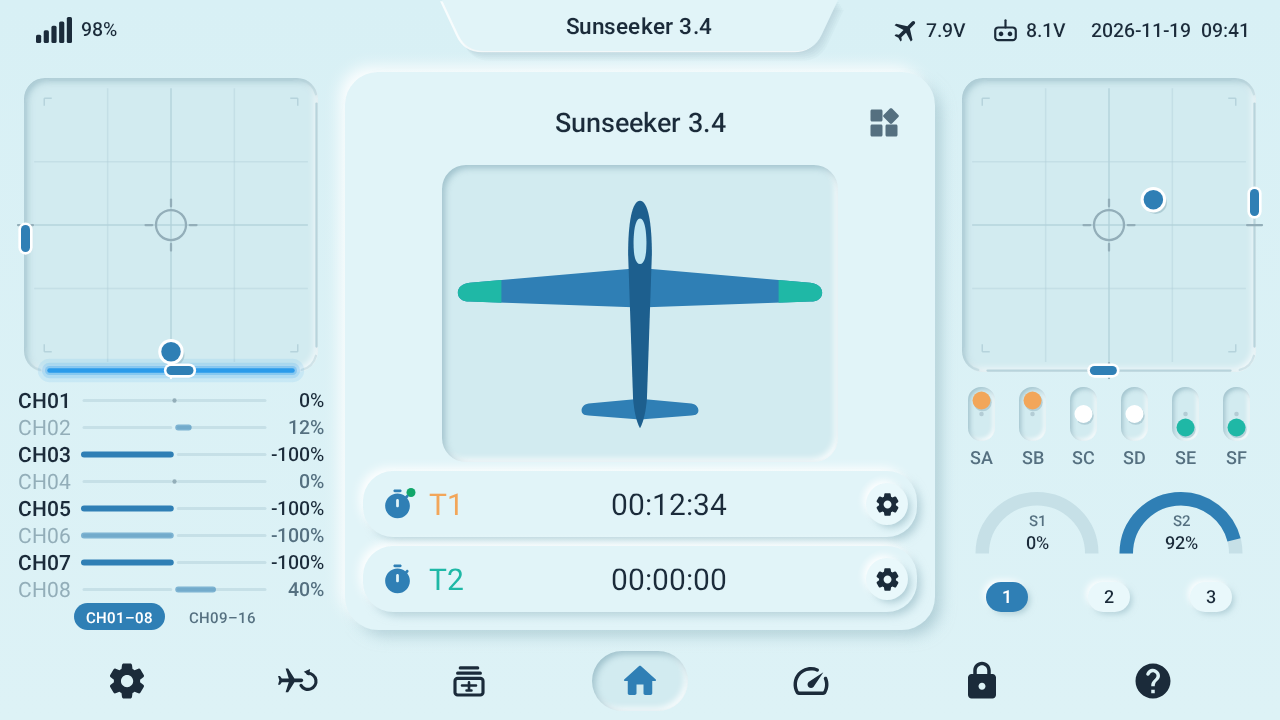 98%
Sunseeker 3.4
7.9V
8.1V
2026-11-19 09:41
CH01 0%
CH02 12%
CH03 -100%
CH04 0%
CH05 -100%
CH06 -100%
CH07 -100%
CH08 40%
CH01–08 CH09–16
Sunseeker 3.4
T1 00:12:34
T2 00:00:00
SA SB SC SD SE SF
S1 S2
0% 92%
1 2 3